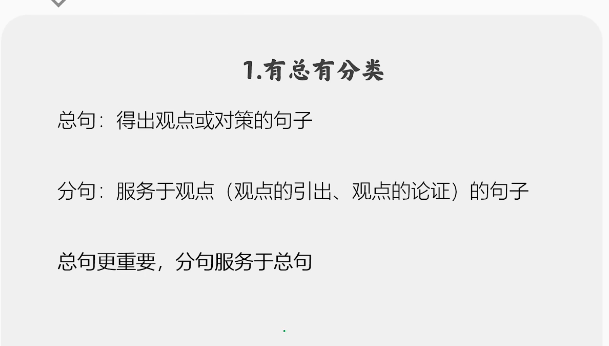 1.有总有分类
总句：得出观点或对策的句子
分句：服务于观点（观点的引出、观点的论证）的句子
总句更重要，分句服务于总句